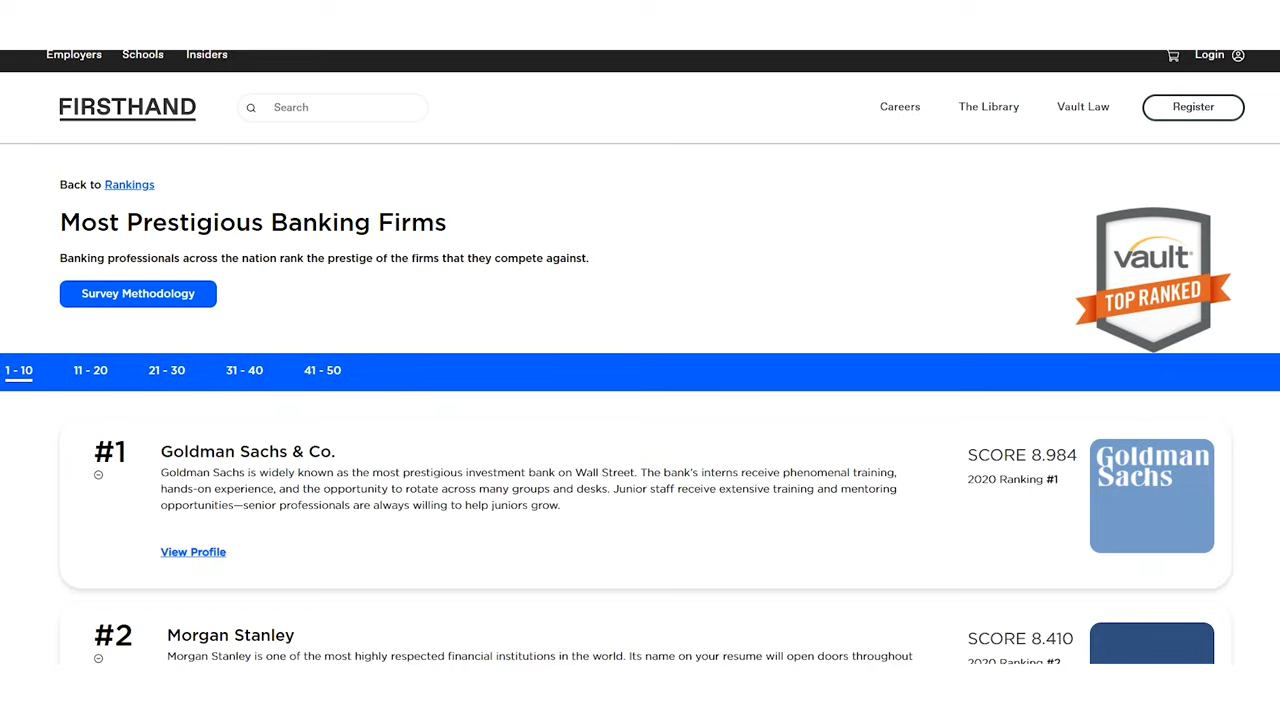 Employers Schools Insiders Login
FIRSTHAND Search Careers The Library Vault Law Register
Back to Rankings
Most Prestigious Banking Firms
Banking professionals across the nation rank the prestige of the firms that they compete against.
Survey Methodology
vault
TOP RANKED
1 - 10 11 - 20 21 - 30 31 - 40 41 - 50
#1 Goldman Sachs & Co.
Goldman Sachs is widely known as the most prestigious investment bank on Wall Street. The bank's interns receive phenomenal training,
hands-on experience, and the opportunity to rotate across many groups and desks. Junior staff receive extensive training and mentoring
opportunities—senior professionals are always willing to help juniors grow.
View Profile
SCORE 8.984
2020 Ranking #1
Goldman
Sachs
#2 Morgan Stanley
Morgan Stanley is one of the most highly respected financial institutions in the world. Its name on your resume will open doors throughout
SCORE 8.410
2020 Ranking #2